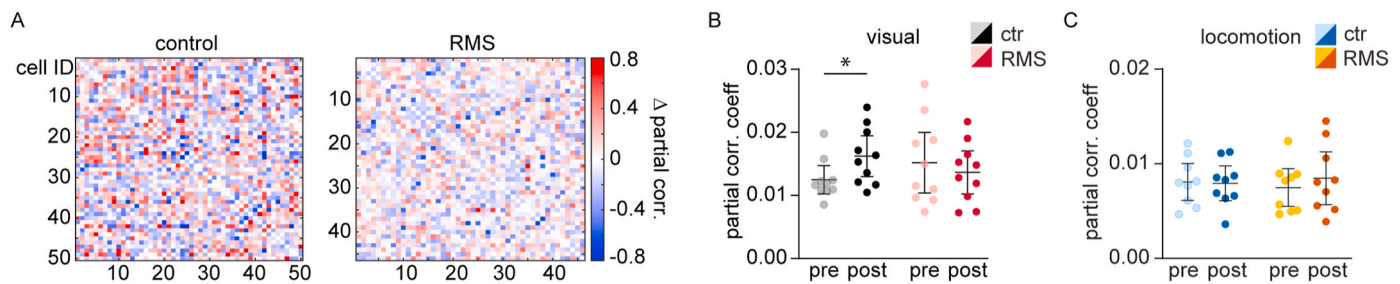 A
control
cell ID
10
20
30
40
50
10 20 30 40 50
RMS
10
20
30
40
10 20 30 40
0.8
0.4
0
-0.4
-0.8
Δ partial corr.
B
visual
ctr
RMS
*
partial corr. coeff
0.03
0.02
0.01
0.00
pre post pre post
C
locomotion
ctr
RMS
partial corr. coeff
0.02
0.01
0.00
pre post pre post